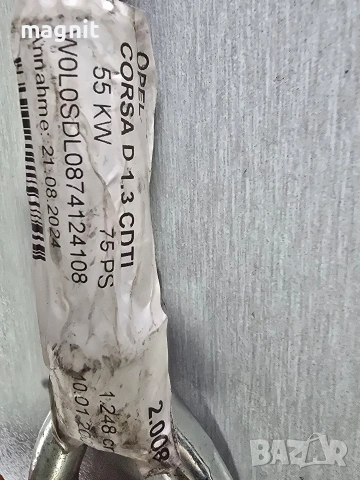 magnit
OPEL
CORSA D 1.3 CDTI
55 KW 75 PS 1.248
W0L0SDL0874124108
Annahme: 21.08.2024
2.008
BAZAR